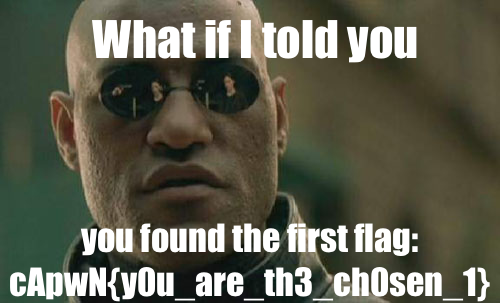 What if I told you
you found the first flag:
cApwN{y0u_are_th3_ch0sen_1}